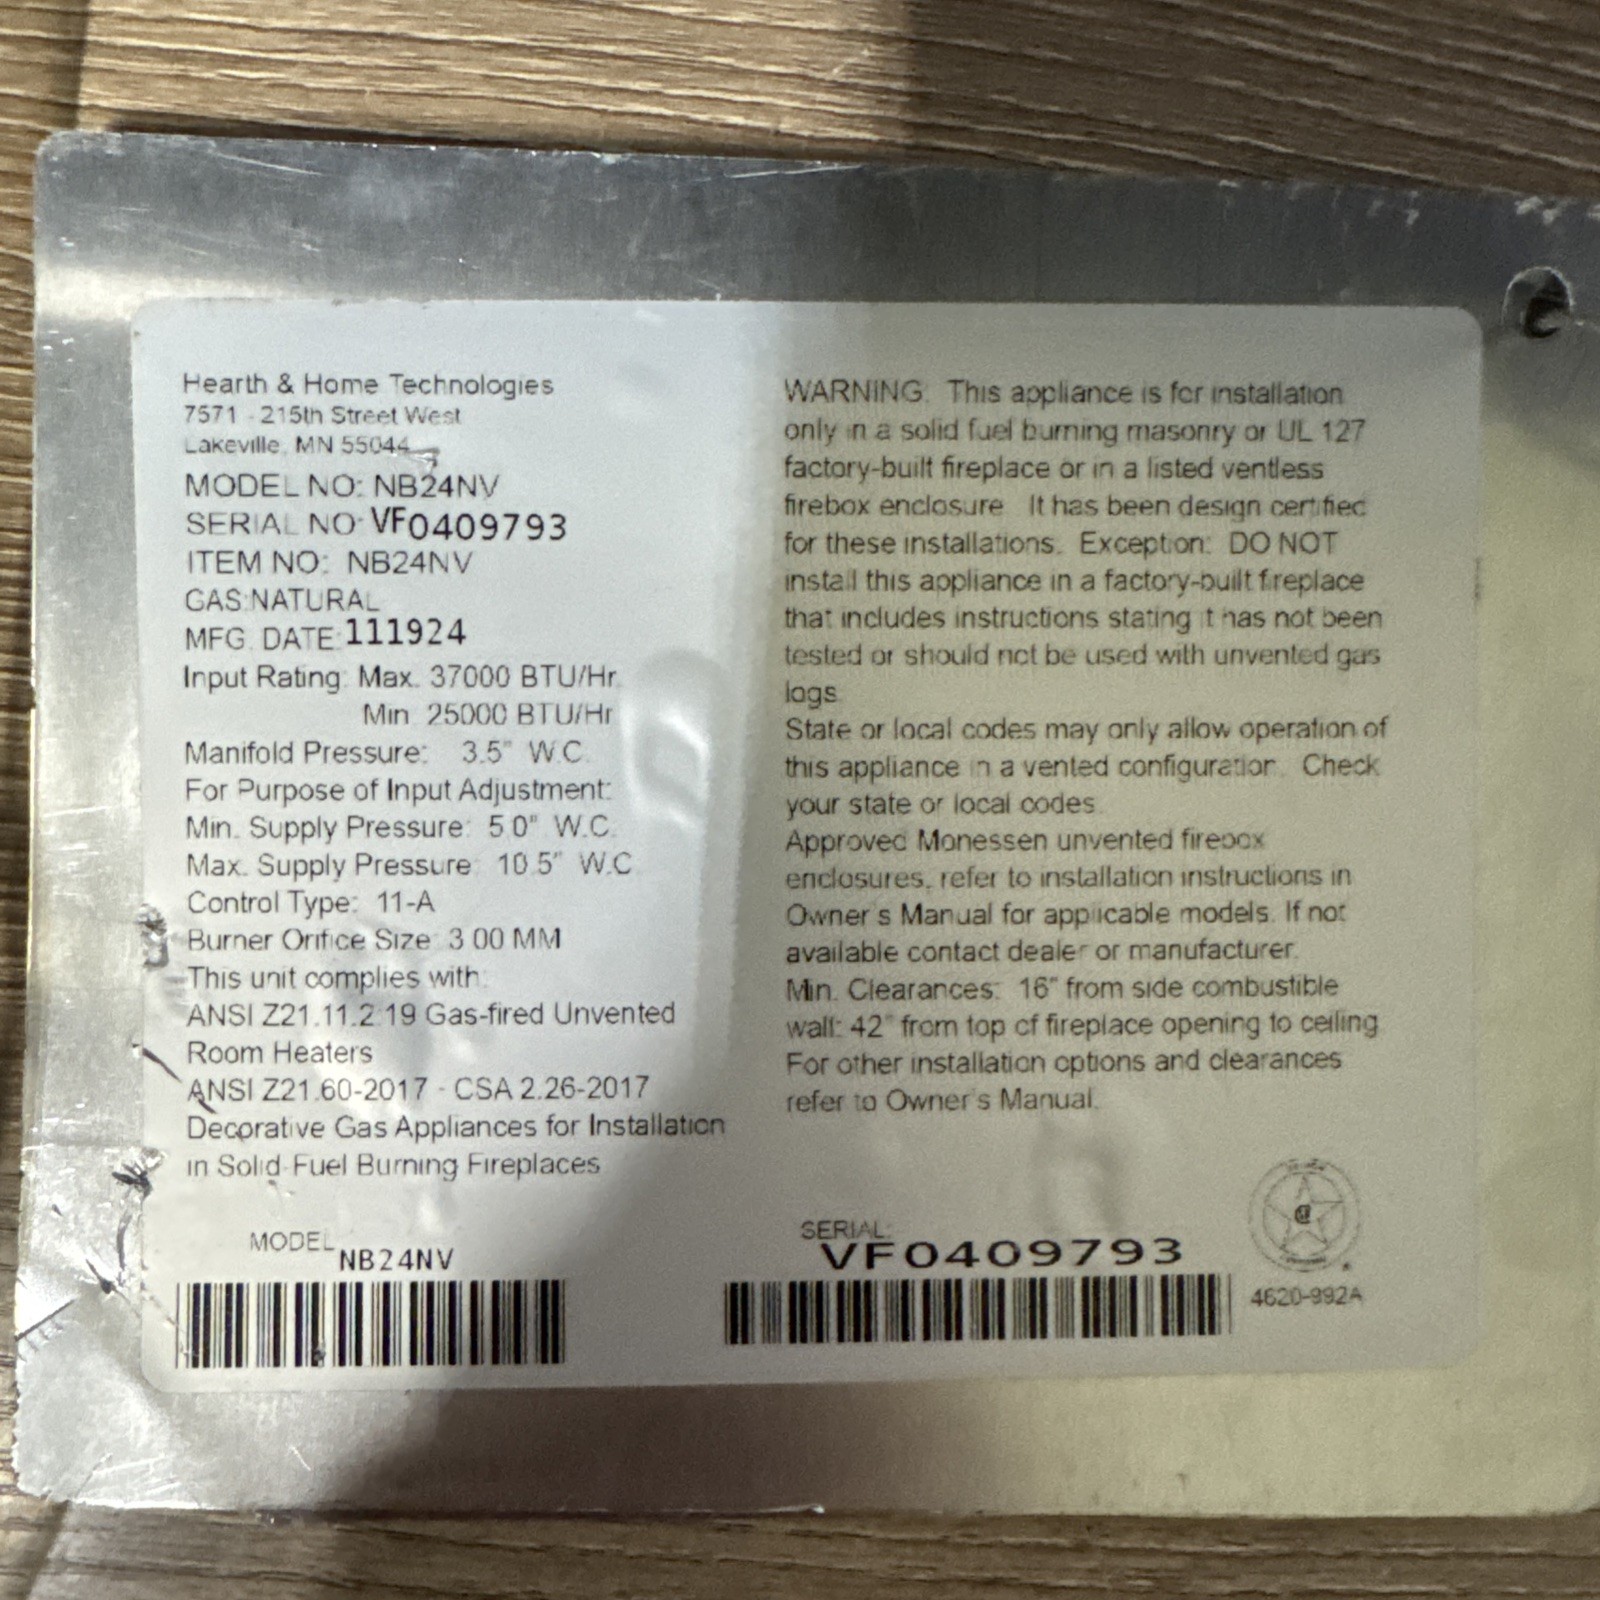 Hearth & Home Technologies
7571 - 215th Street West
Lakeville, MN 55044
MODEL NO: NB24NV
SERIAL NO: VF0409793
ITEM NO: NB24NV
GAS:NATURAL
MFG. DATE:111924
Input Rating: Max. 37000 BTU/Hr.
Min. 25000 BTU/Hr
Manifold Pressure: 3.5" W.C.
For Purpose of Input Adjustment:
Min. Supply Pressure: 5.0" W.C.
Max. Supply Pressure: 10.5" W.C
Control Type: 11-A
Burner Orifice Size: 3.00 MM
This unit complies with:
ANSI Z21.11.2.19 Gas-fired Unvented
Room Heaters
ANSI Z21.60-2017 - CSA 2.26-2017
Decorative Gas Appliances for Installation
in Solid-Fuel Burning Fireplaces
MODEL NB24NV
WARNING: This appliance is for installation
only in a solid fuel burning masonry or UL 127
factory-built fireplace or in a listed ventless
firebox enclosure. It has been design certified
for these installations. Exception: DO NOT
install this appliance in a factory-built fireplace
that includes instructions stating it has not been
tested or should not be used with unvented gas
logs.
State or local codes may only allow operation of
this appliance in a vented configuration. Check
your state or local codes.
Approved Monessen unvented firebox
enclosures, refer to installation instructions in
Owner's Manual for applicable models. If not
available contact dealer or manufacturer.
Min. Clearances: 16" from side combustible
wall: 42" from top of fireplace opening to ceiling
For other installation options and clearances
refer to Owner's Manual.
SERIAL:
VF0409793
4620-992A